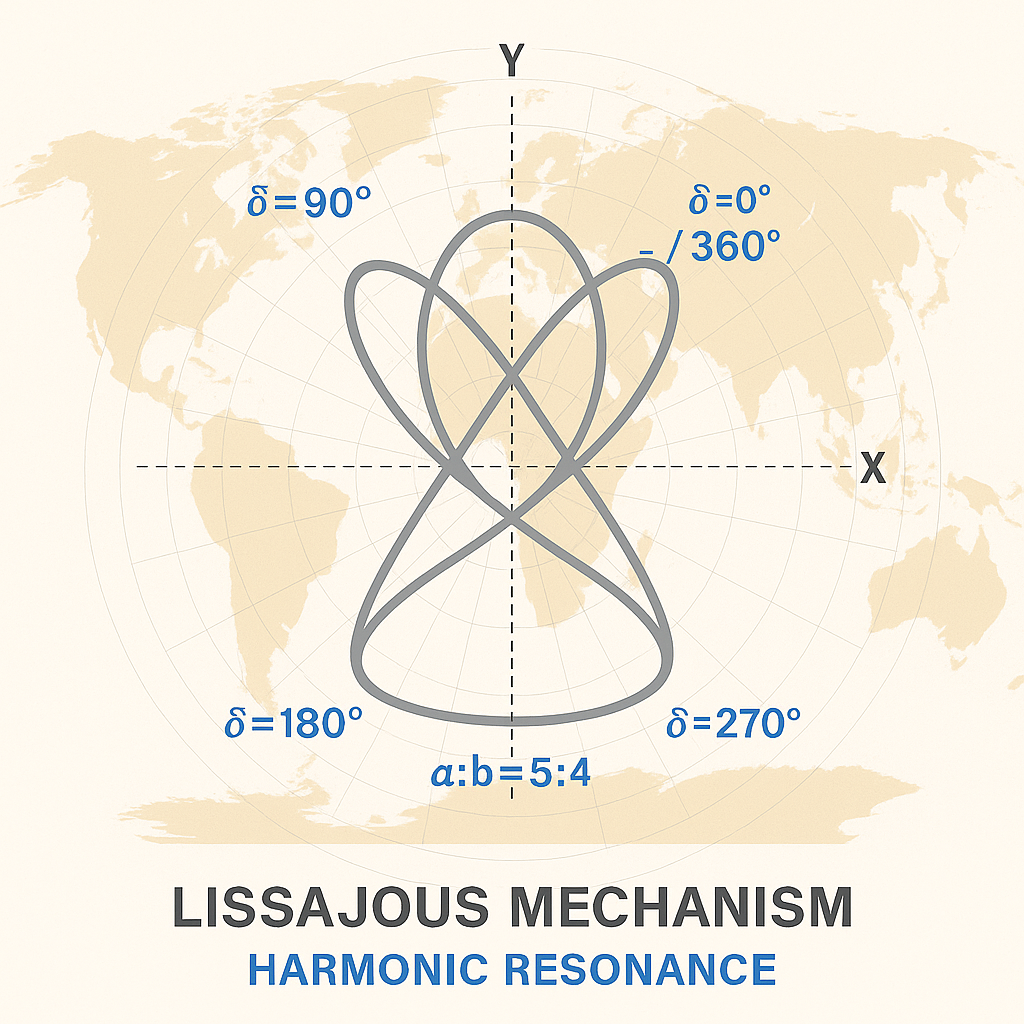 Y
δ=90°
δ=0°
- / 360°
X
δ=180°
δ=270°
a:b=5:4
LISSAJOUS MECHANISM
HARMONIC RESONANCE